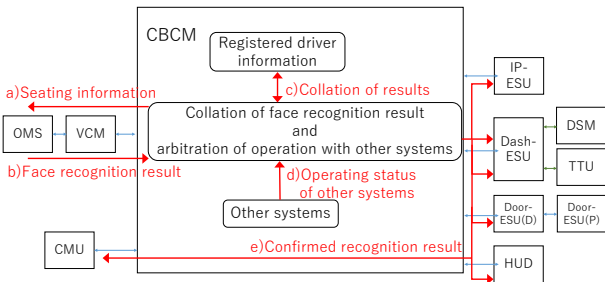 CBCM
Registered driver
information
a)Seating information
c)Collation of results
Collation of face recognition result
and
arbitration of operation with other systems
OMS
VCM
b)Face recognition result
d)Operating status
of other systems
Other systems
e)Confirmed recognition result
CMU
IP-
ESU
Dash-
ESU
DSM
TTU
Door-
ESU(D)
Door-
ESU(P)
HUD